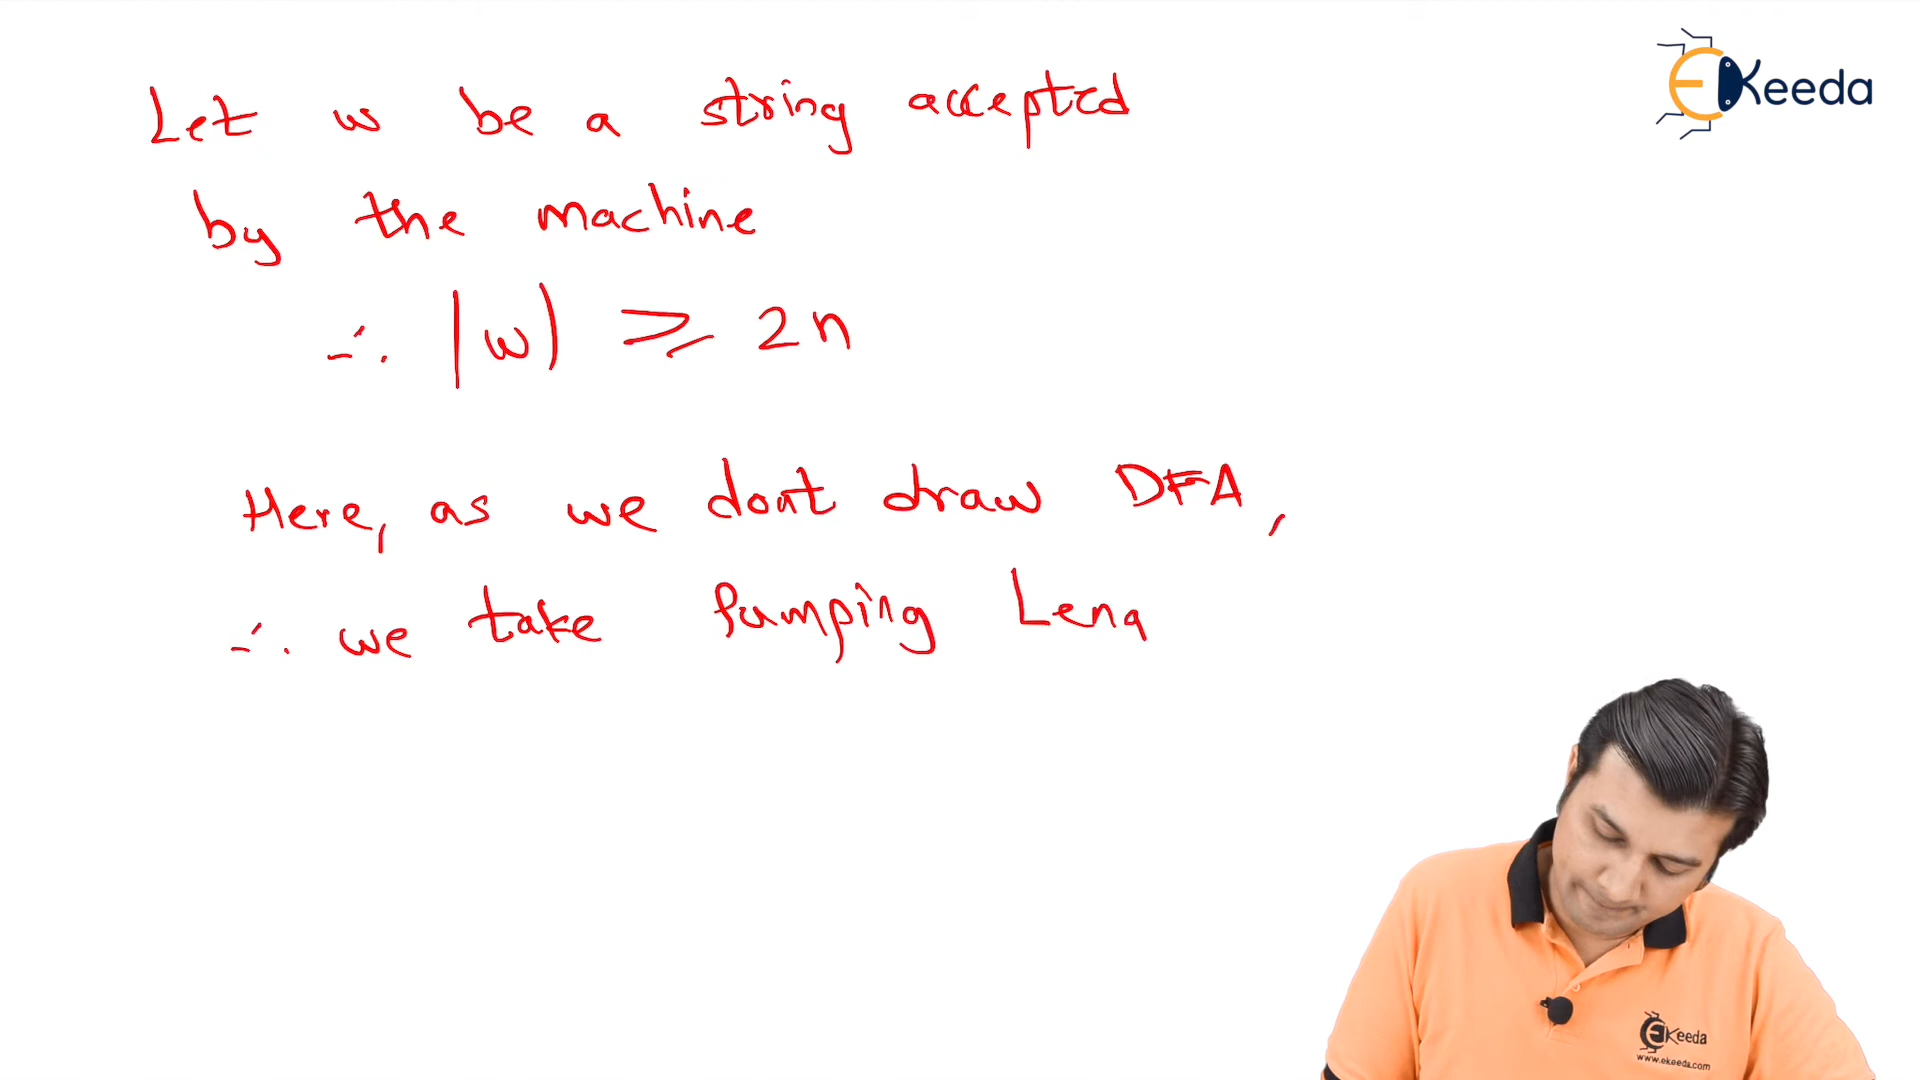 Let w be a string accepted
by the machine
∴ |w| ⩾ 2n
Here, as we dont draw DFA,
∴ we take Pumping Leng
EKeeda
EKeeda
www.ekeeda.com